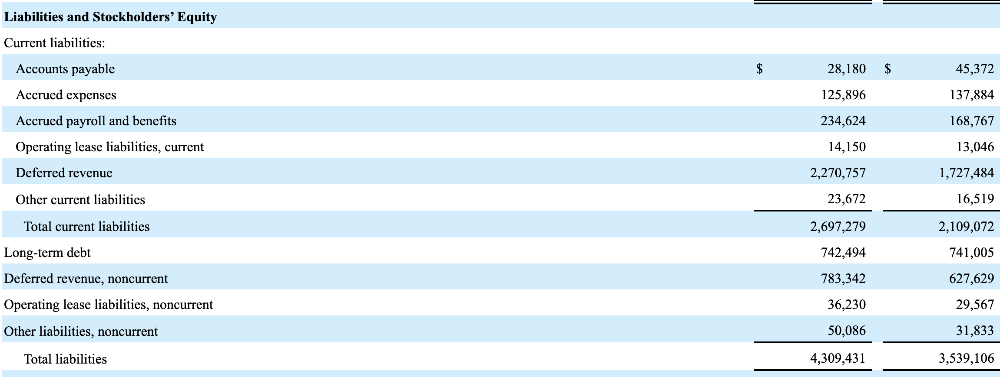 Liabilities and Stockholders’ Equity
Current liabilities:
Accounts payable $ 28,180 $ 45,372
Accrued expenses 125,896 137,884
Accrued payroll and benefits 234,624 168,767
Operating lease liabilities, current 14,150 13,046
Deferred revenue 2,270,757 1,727,484
Other current liabilities 23,672 16,519
Total current liabilities 2,697,279 2,109,072
Long-term debt 742,494 741,005
Deferred revenue, noncurrent 783,342 627,629
Operating lease liabilities, noncurrent 36,230 29,567
Other liabilities, noncurrent 50,086 31,833
Total liabilities 4,309,431 3,539,106